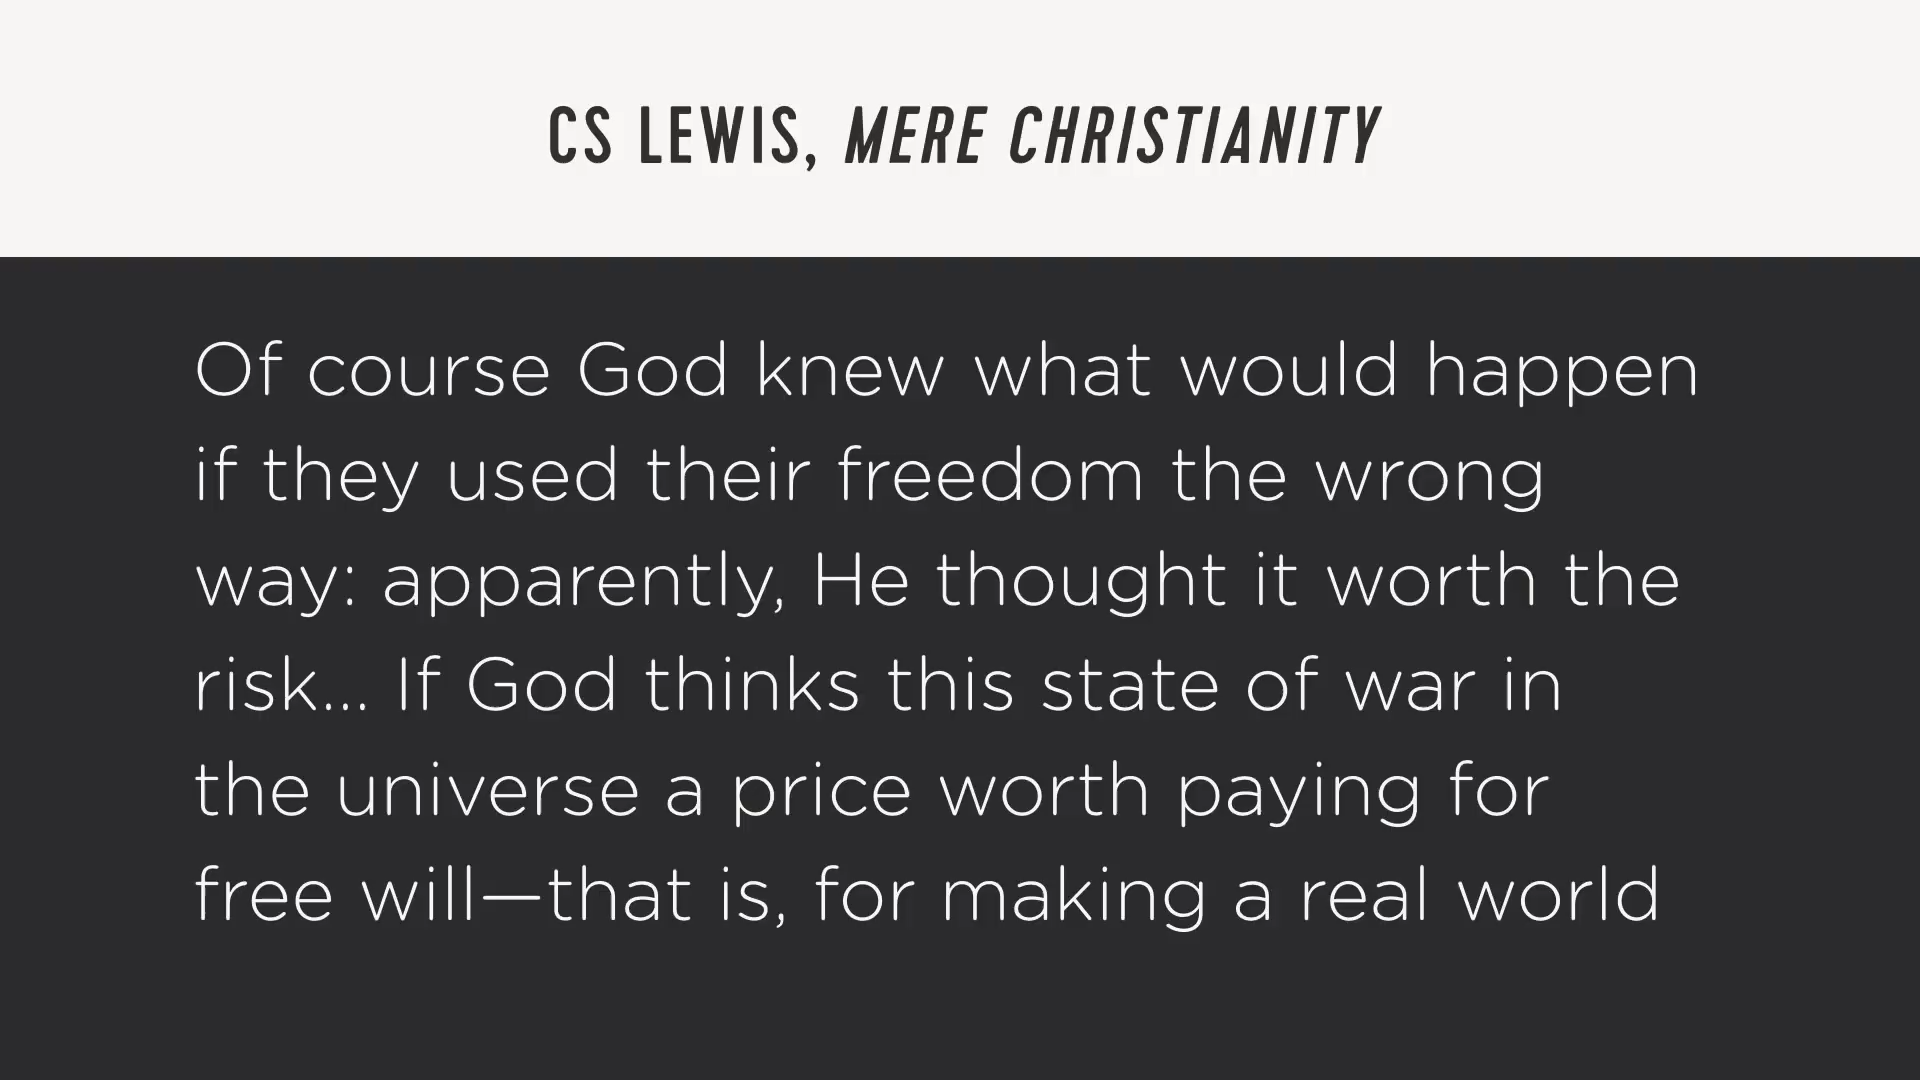 CS LEWIS, MERE CHRISTIANITY
Of course God knew what would happen
if they used their freedom the wrong
way: apparently, He thought it worth the
risk... If God thinks this state of war in
the universe a price worth paying for
free will—that is, for making a real world